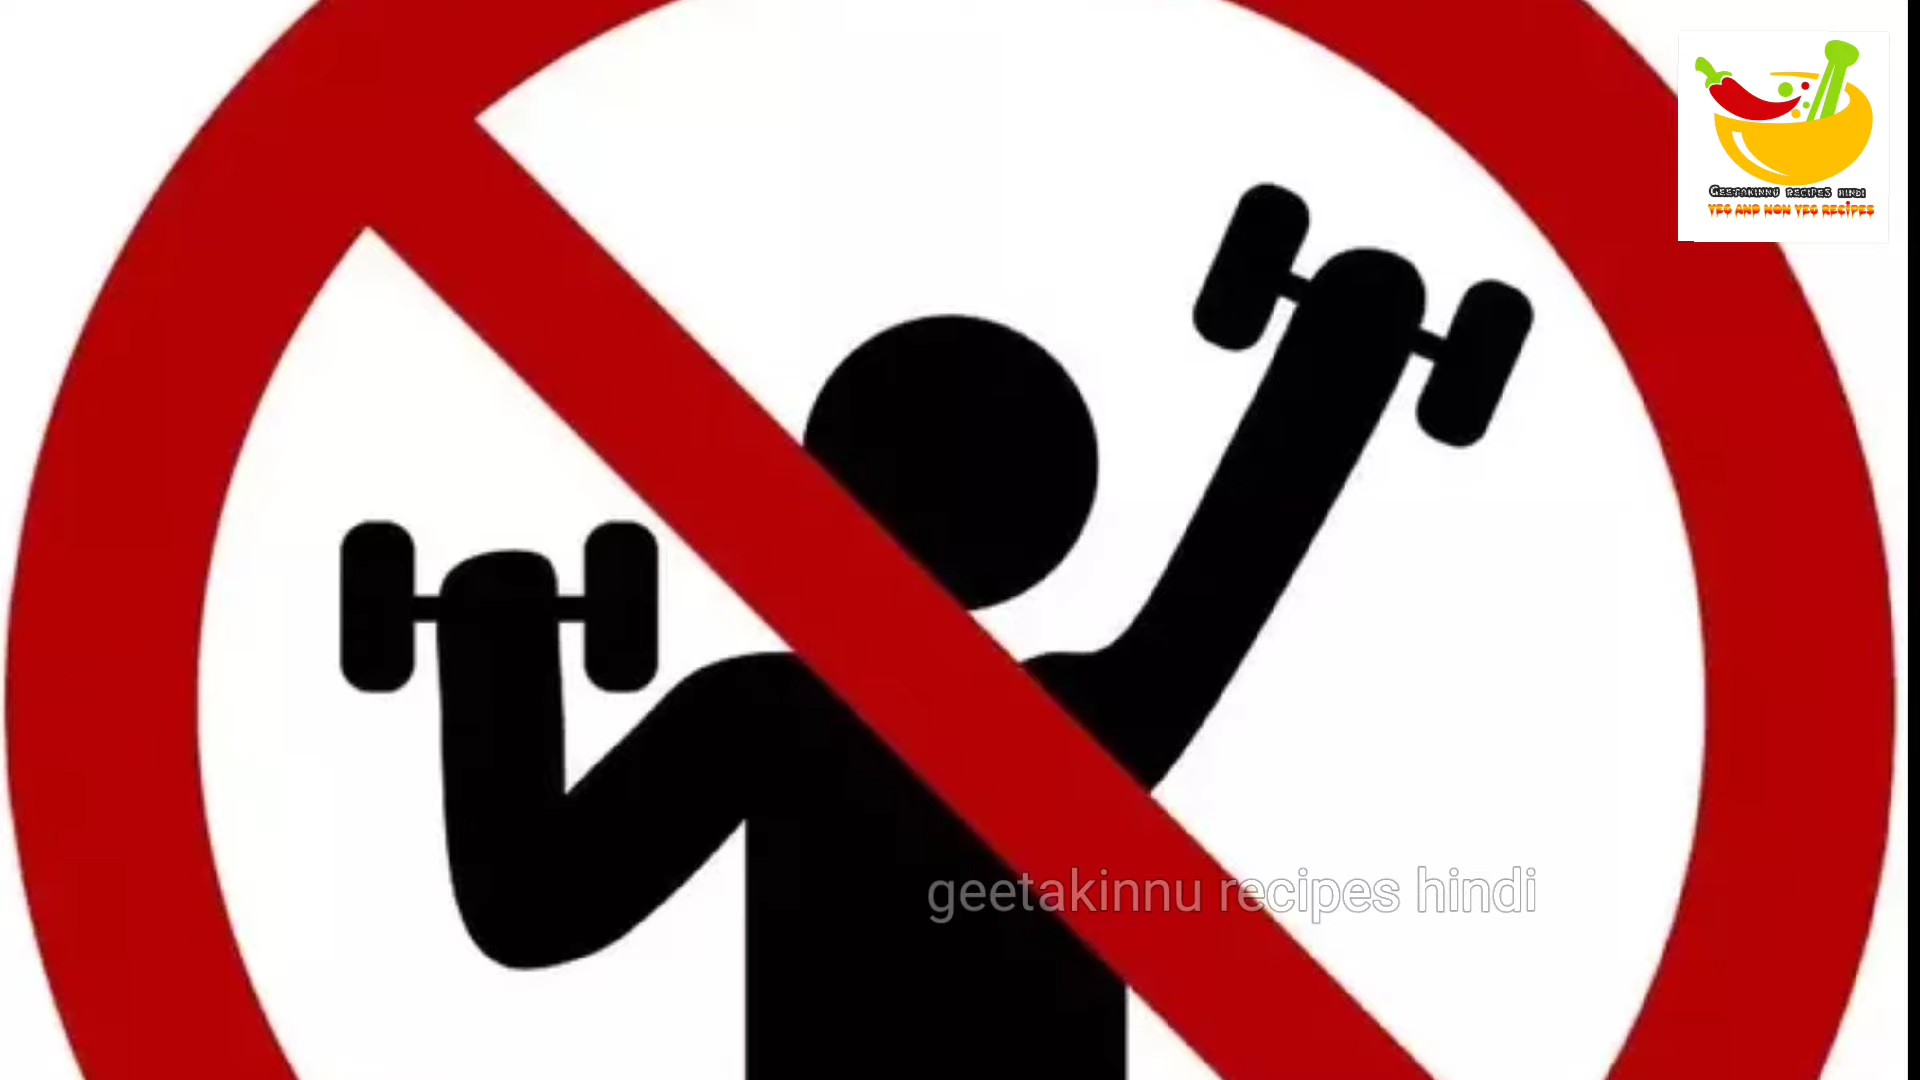 GEETAKINNU RECIPES HINDI
VEG AND NON VEG RECIPES
geetakinnu recipes hindi